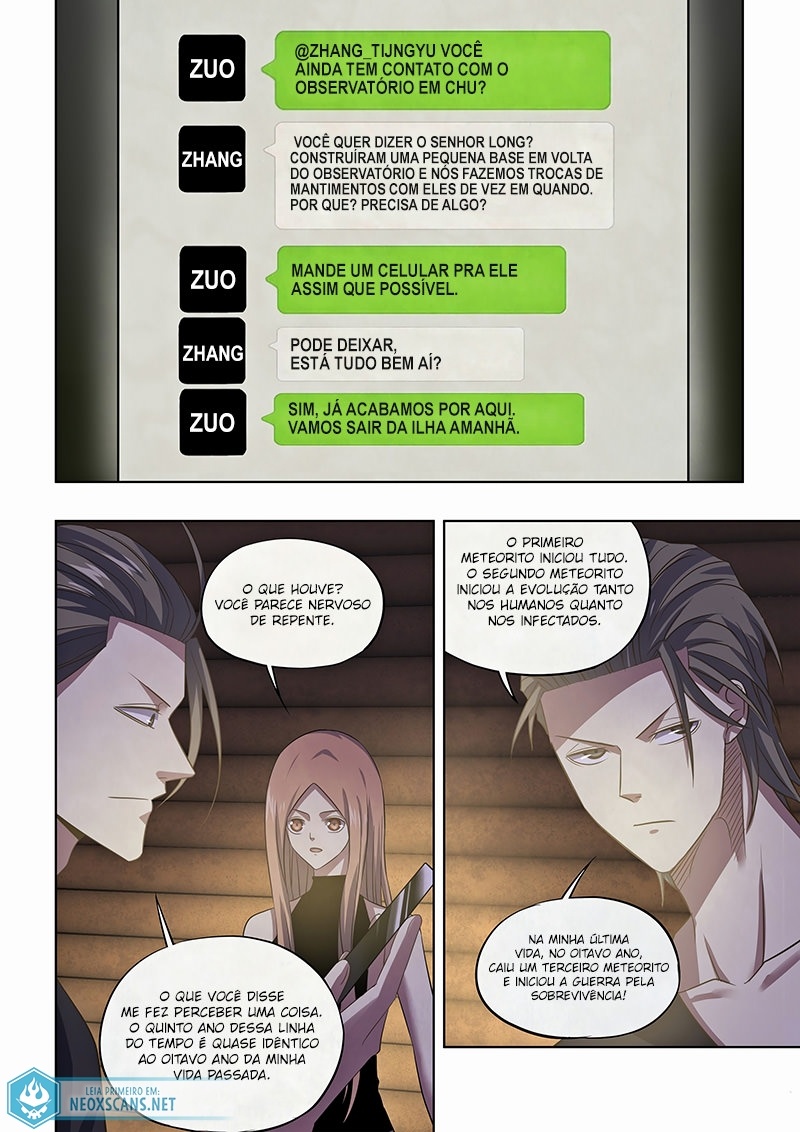 ZUO
@ZHANG_TIJNGYU VOCÊ
AINDA TEM CONTATO COM O
OBSERVATÓRIO EM CHU?
ZHANG
VOCÊ QUER DIZER O SENHOR LONG?
CONSTRUÍRAM UMA PEQUENA BASE EM VOLTA
DO OBSERVATÓRIO E NÓS FAZEMOS TROCAS DE
MANTIMENTOS COM ELES DE VEZ EM QUANDO.
POR QUE? PRECISA DE ALGO?
ZUO
MANDE UM CELULAR PRA ELE
ASSIM QUE POSSÍVEL.
ZHANG
PODE DEIXAR,
ESTÁ TUDO BEM AÍ?
ZUO
SIM, JÁ ACABAMOS POR AQUI.
VAMOS SAIR DA ILHA AMANHÃ.
O QUE HOUVE?
VOCÊ PARECE NERVOSO
DE REPENTE.
O QUE VOCÊ DISSE
ME FEZ PERCEBER UMA COISA.
O QUINTO ANO DESSA LINHA
DO TEMPO É QUASE IDÊNTICO
AO OITAVO ANO DA MINHA
VIDA PASSADA.
O PRIMEIRO
METEORITO INICIOU TUDO.
O SEGUNDO METEORITO
INICIOU A EVOLUÇÃO TANTO
NOS HUMANOS QUANTO
NOS INFECTADOS.
NA MINHA ÚLTIMA
VIDA, NO OITAVO ANO,
CAIU UM TERCEIRO METEORITO
E INICIOU A GUERRA PELA
SOBREVIVÊNCIA!
LEIA PRIMEIRO EM:
NEOXSCANS.NET